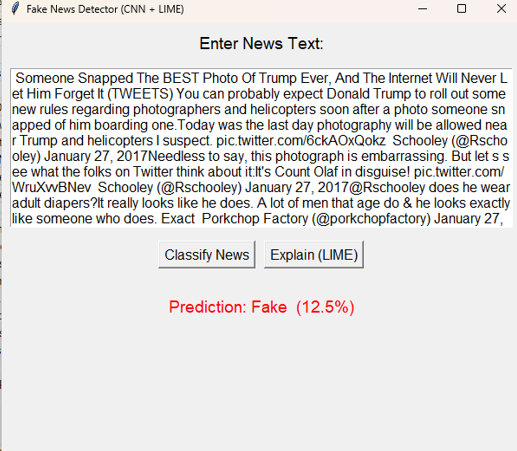 Fake News Detector (CNN + LIME)
Enter News Text:
Someone Snapped The BEST Photo Of Trump Ever, And The Internet Will Never L
et Him Forget It (TWEETS) You can probably expect Donald Trump to roll out some
new rules regarding photographers and helicopters soon after a photo someone sn
apped of him boarding one.Today was the last day photography will be allowed nea
r Trump and helicopters I suspect. pic.twitter.com/6ckAOxQokz  Schooley (@Rscho
oley) January 27, 2017Needless to say, this photograph is embarrassing. But let s s
ee what the folks on Twitter think about it:It's Count Olaf in disguise! pic.twitter.com/
WruXvvBNev  Schooley (@Rschooley) January 27, 2017@Rschooley does he wear
adult diapers?It really looks like he does. A lot of men that age do & he looks exactly
like someone who does. Exact  Porkchop Factory (@porkchopfactory) January 27,
Classify News
Explain (LIME)
Prediction: Fake  (12.5%)